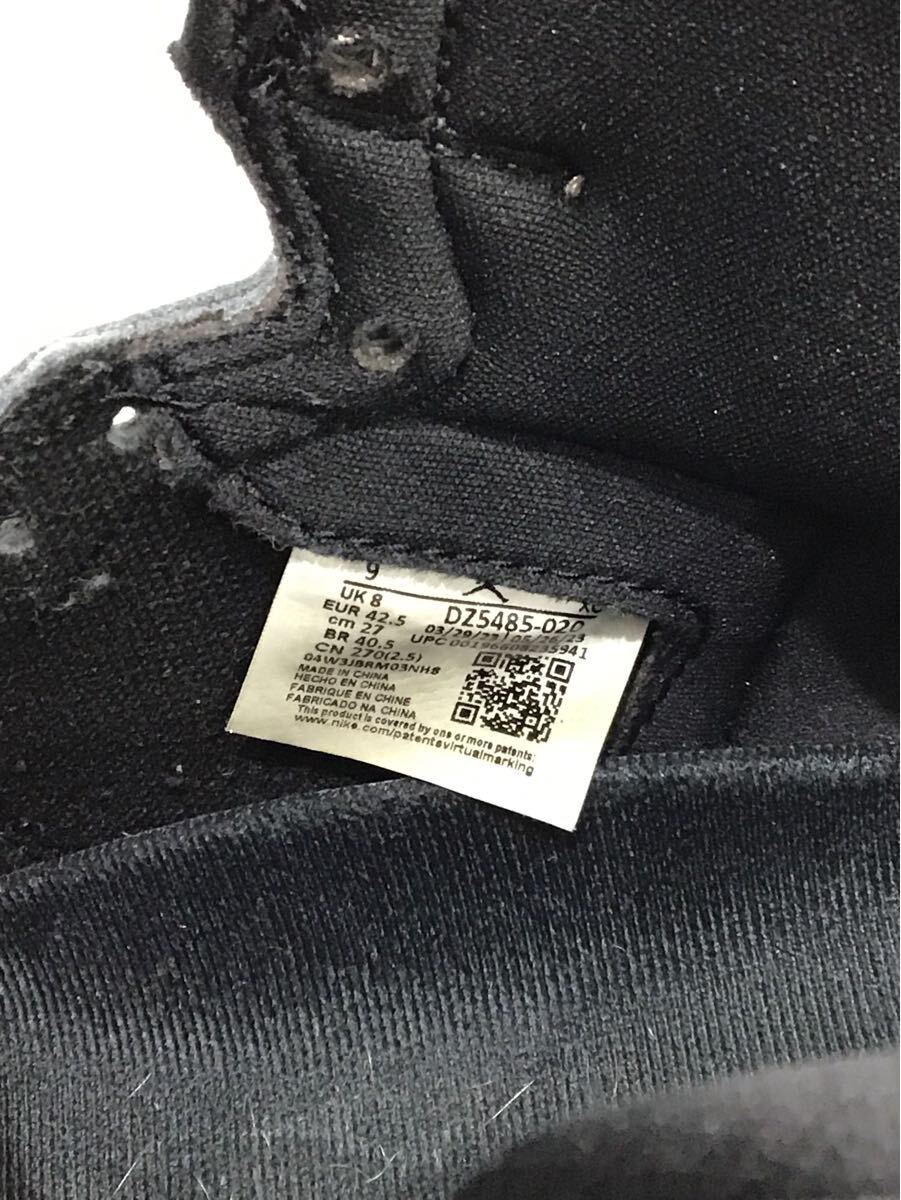 9
UK 8
EUR 42.5
cm 27
BR 40.5
CN 270(2.5)
04W3JBRM03NH8
MADE IN CHINA
HECHO EN CHINA
FABRIQUE EN CHINE
FABRICADO NA CHINA
This product is covered by one or more patents:
www.nike.com/patentsvirtualmarking
DZ5485-020
UPC